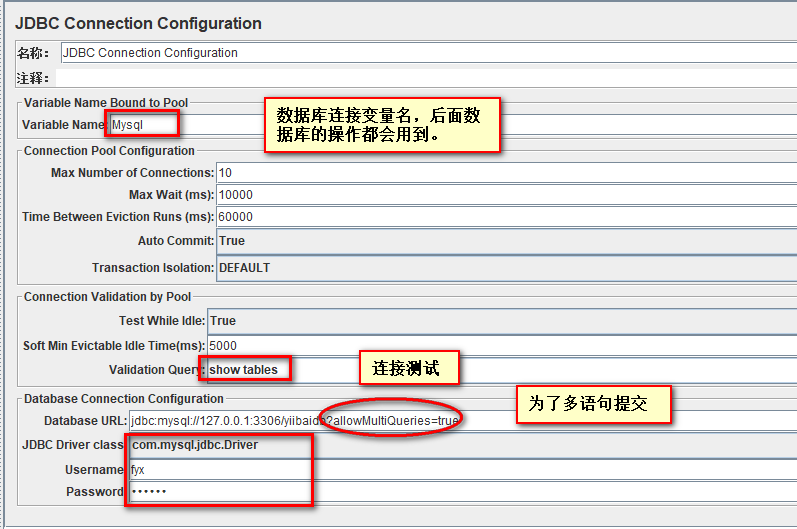 JDBC Connection Configuration
名称： JDBC Connection Configuration
注释：
Variable Name Bound to Pool
Variable Name Mysql
数据库连接变量名，后面数
据库的操作都会用到。
Connection Pool Configuration
Max Number of Connections: 10
Max Wait (ms): 10000
Time Between Eviction Runs (ms): 60000
Auto Commit: True
Transaction Isolation: DEFAULT
Connection Validation by Pool
Test While Idle: True
Soft Min Evictable Idle Time(ms): 5000
Validation Query: show tables
连接测试
为了多语句提交
Database Connection Configuration
Database URL: jdbc:mysql://127.0.0.1:3306/yiibaidb?allowMultiQueries=true
JDBC Driver class com.mysql.jdbc.Driver
Username fyx
Password ••••••